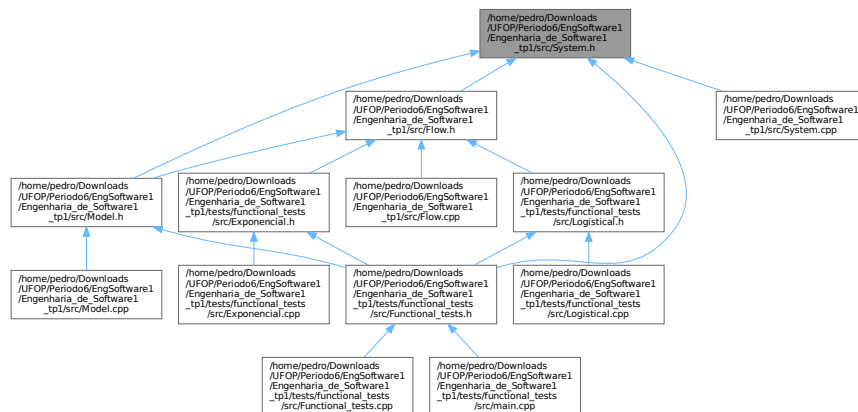 /home/pedro/Downloads
/UFOP/Periodo6/EngSoftware1
/Engenharia_de_Software1
_tp1/src/System.h
/home/pedro/Downloads
/UFOP/Periodo6/EngSoftware1
/Engenharia_de_Software1
_tp1/src/Flow.h
/home/pedro/Downloads
/UFOP/Periodo6/EngSoftware1
/Engenharia_de_Software1
_tp1/src/System.cpp
/home/pedro/Downloads
/UFOP/Periodo6/EngSoftware1
/Engenharia_de_Software1
_tp1/src/Model.h
/home/pedro/Downloads
/UFOP/Periodo6/EngSoftware1
/Engenharia_de_Software1
_tp1/tests/functional_tests
/src/Exponencial.h
/home/pedro/Downloads
/UFOP/Periodo6/EngSoftware1
/Engenharia_de_Software1
_tp1/src/Flow.cpp
/home/pedro/Downloads
/UFOP/Periodo6/EngSoftware1
/Engenharia_de_Software1
_tp1/tests/functional_tests
/src/Logistical.h
/home/pedro/Downloads
/UFOP/Periodo6/EngSoftware1
/Engenharia_de_Software1
_tp1/src/Model.cpp
/home/pedro/Downloads
/UFOP/Periodo6/EngSoftware1
/Engenharia_de_Software1
_tp1/tests/functional_tests
/src/Exponencial.cpp
/home/pedro/Downloads
/UFOP/Periodo6/EngSoftware1
/Engenharia_de_Software1
_tp1/tests/functional_tests
/src/Functional_tests.h
/home/pedro/Downloads
/UFOP/Periodo6/EngSoftware1
/Engenharia_de_Software1
_tp1/tests/functional_tests
/src/Logistical.cpp
/home/pedro/Downloads
/UFOP/Periodo6/EngSoftware1
/Engenharia_de_Software1
_tp1/tests/functional_tests
/src/Functional_tests.cpp
/home/pedro/Downloads
/UFOP/Periodo6/EngSoftware1
/Engenharia_de_Software1
_tp1/tests/functional_tests
/src/main.cpp